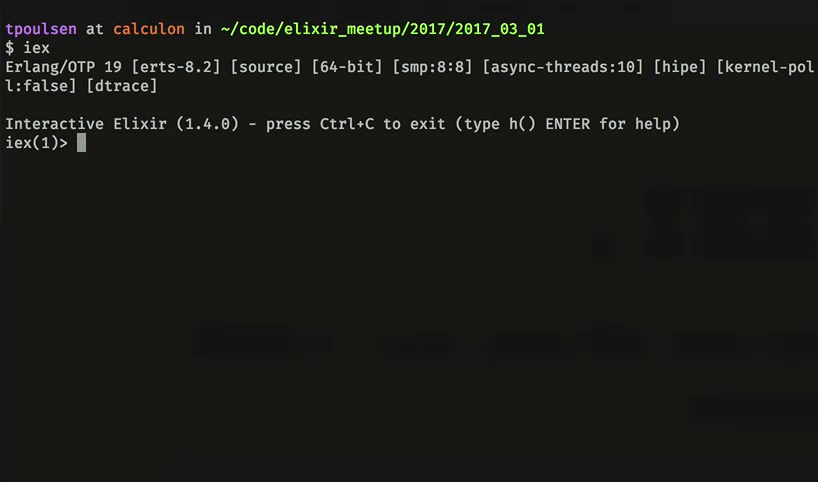 tpoulsen at calculon in ~/code/elixir_meetup/2017/2017_03_01
$ iex
Erlang/OTP 19 [erts-8.2] [source] [64-bit] [smp:8:8] [async-threads:10] [hipe] [kernel-pol
l:false] [dtrace]
Interactive Elixir (1.4.0) - press Ctrl+C to exit (type h() ENTER for help)
iex(1)>